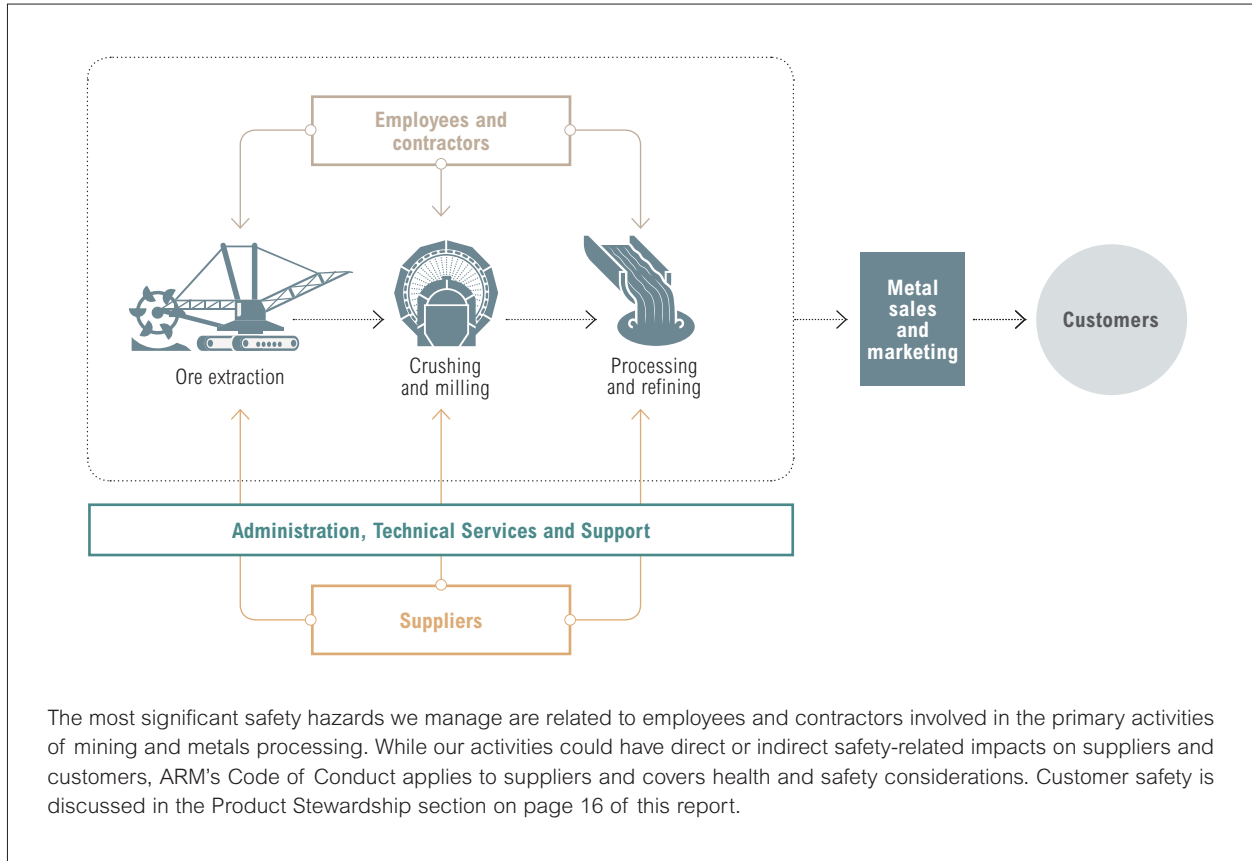 Employees and
contractors
Ore extraction
Crushing
and milling
Processing
and refining
Metal
sales
and
marketing
Customers
Administration, Technical Services and Support
Suppliers
The most significant safety hazards we manage are related to employees and contractors involved in the primary activities
of mining and metals processing. While our activities could have direct or indirect safety-related impacts on suppliers and
customers, ARM's Code of Conduct applies to suppliers and covers health and safety considerations. Customer safety is
discussed in the Product Stewardship section on page 16 of this report.